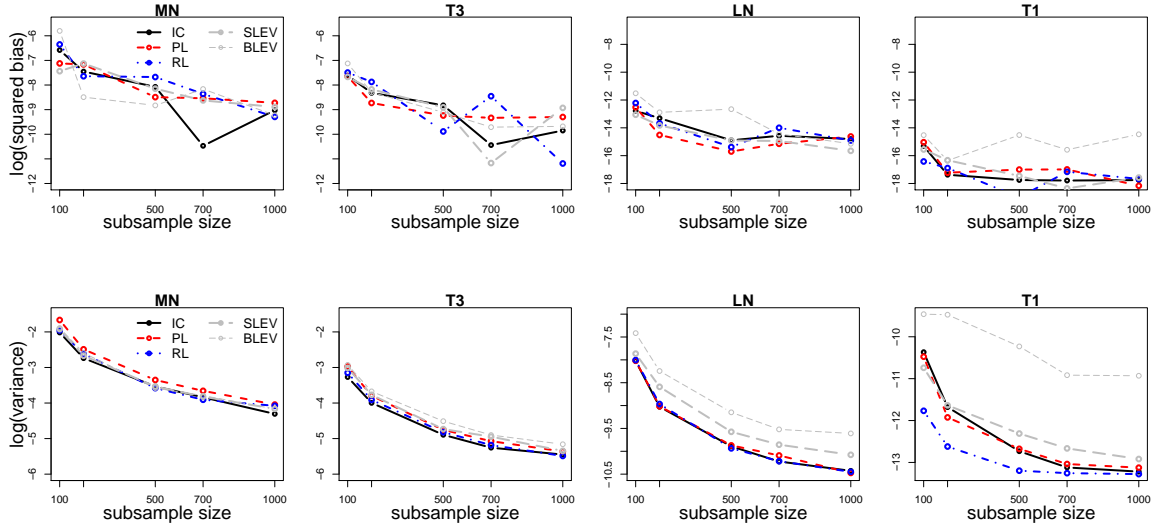 MN T3 LN T1
log(squared bias)
-6 -7 -8 -9 -10 -12
IC SLEV
PL BLEV
RL
100 500 700 1000
subsample size
-6 -7 -8 -9 -10 -12
100 500 700 1000
subsample size
-8 -10 -12 -14 -16 -18
100 500 700 1000
subsample size
-8 -10 -12 -14 -16 -18
100 500 700 1000
subsample size
MN T3 LN T1
log(variance)
-2 -3 -4 -5 -6
IC SLEV
PL BLEV
RL
100 500 700 1000
subsample size
-2 -3 -4 -5 -6
100 500 700 1000
subsample size
-7.5 -8.5 -9.5 -10.5
100 500 700 1000
subsample size
-10 -11 -12 -13
100 500 700 1000
subsample size